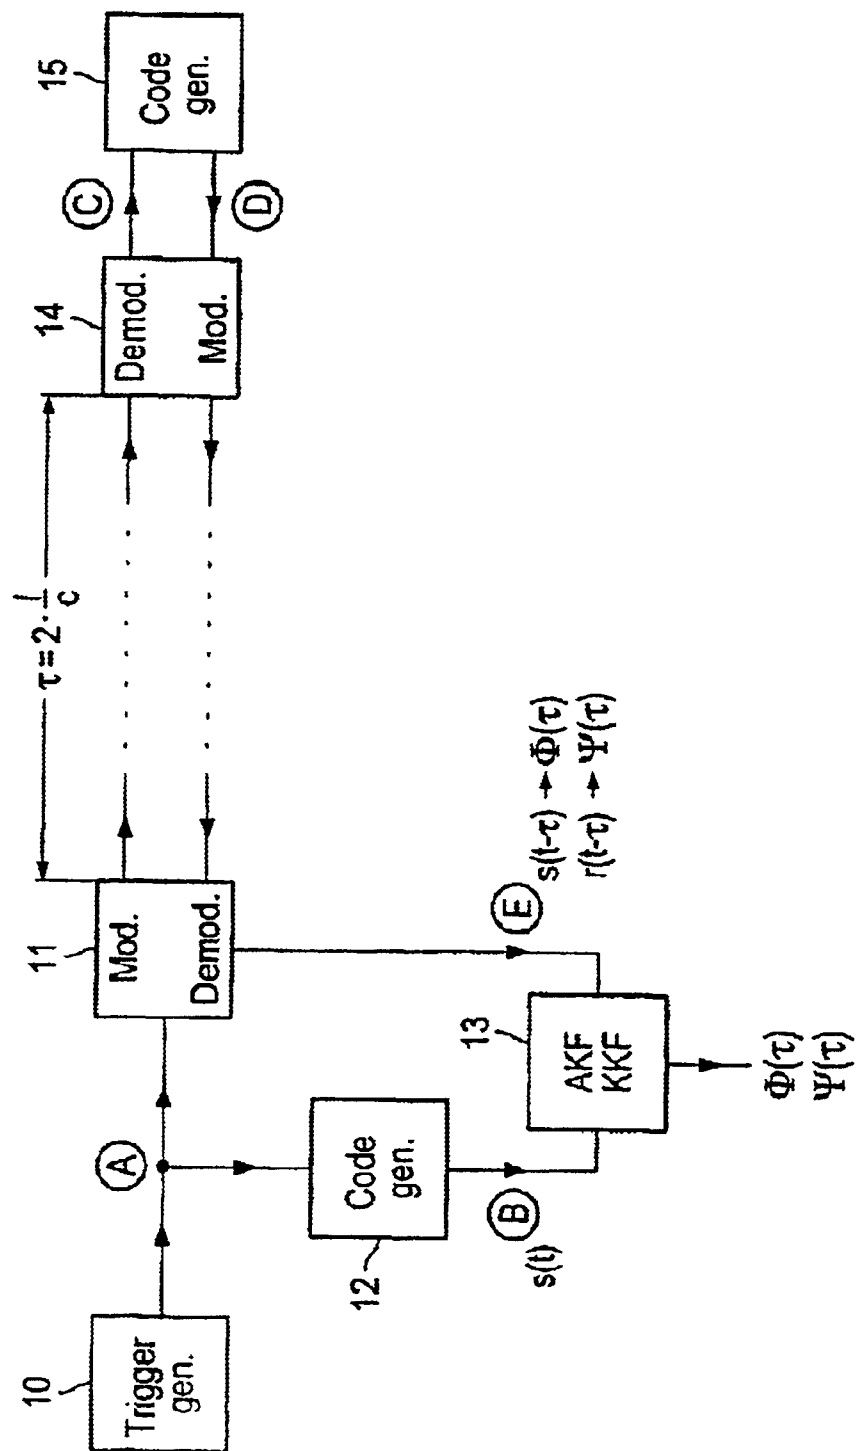 10
Trigger
gen.
A
11
Mod.
Demod.
τ = 2 · l/c
14
Demod.
Mod.
C
D
15
Code
gen.
12
Code
gen.
B
s(t)
13
AKF
KKF
E
s(t-τ) → Φ(τ)
r(t-τ) → Ψ(τ)
Φ(τ)
Ψ(τ)